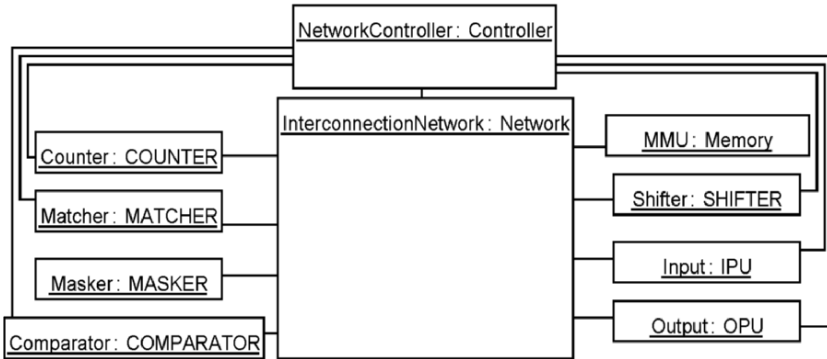 NetworkController: Controller
InterconnectionNetwork: Network
Counter: COUNTER
Matcher: MATCHER
Masker: MASKER
Comparator: COMPARATOR
MMU: Memory
Shifter: SHIFTER
Input: IPU
Output: OPU